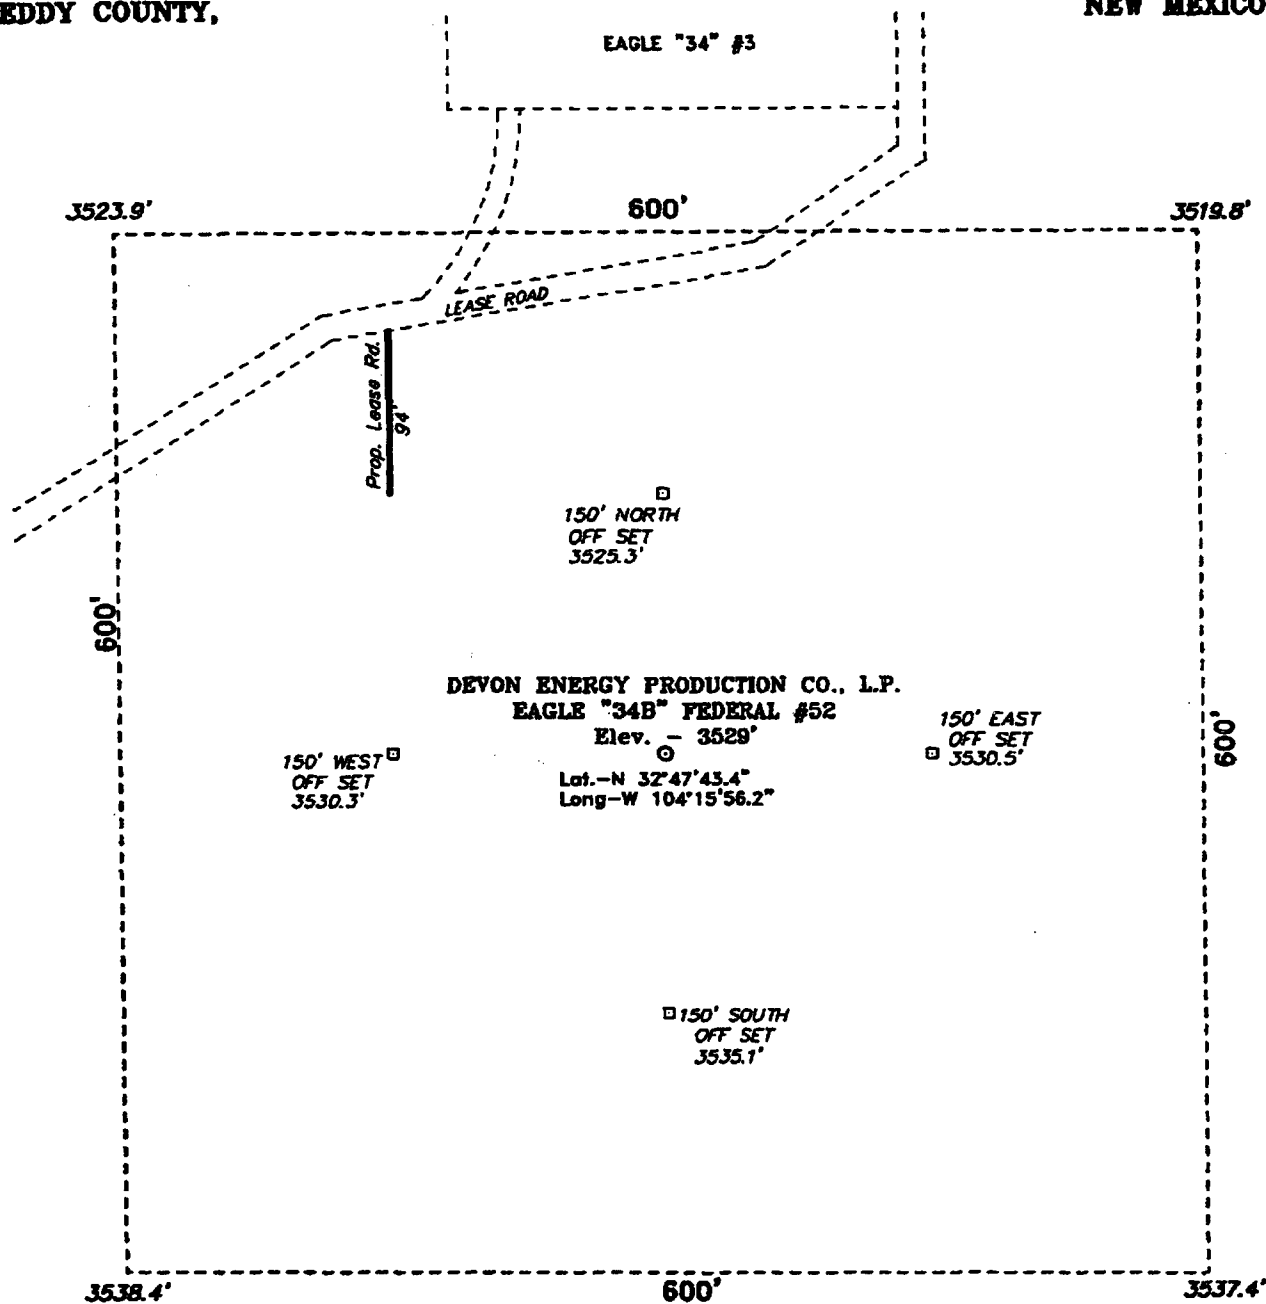 EDDY COUNTY,
NEW MEXICO
EAGLE "34" #3
3523.9'
600'
3519.8'
LEASE ROAD
Prop. Lease Rd.
94'
150' NORTH
OFF SET
3525.3'
600'
DEVON ENERGY PRODUCTION CO., L.P.
EAGLE "34B" FEDERAL #52
Elev. - 3529'
Lat.-N 32°47'43.4"
Long-W 104°15'56.2"
150' WEST
OFF SET
3530.3'
150' EAST
OFF SET
3530.5'
600'
150' SOUTH
OFF SET
3535.1'
3538.4'
600'
3537.4'